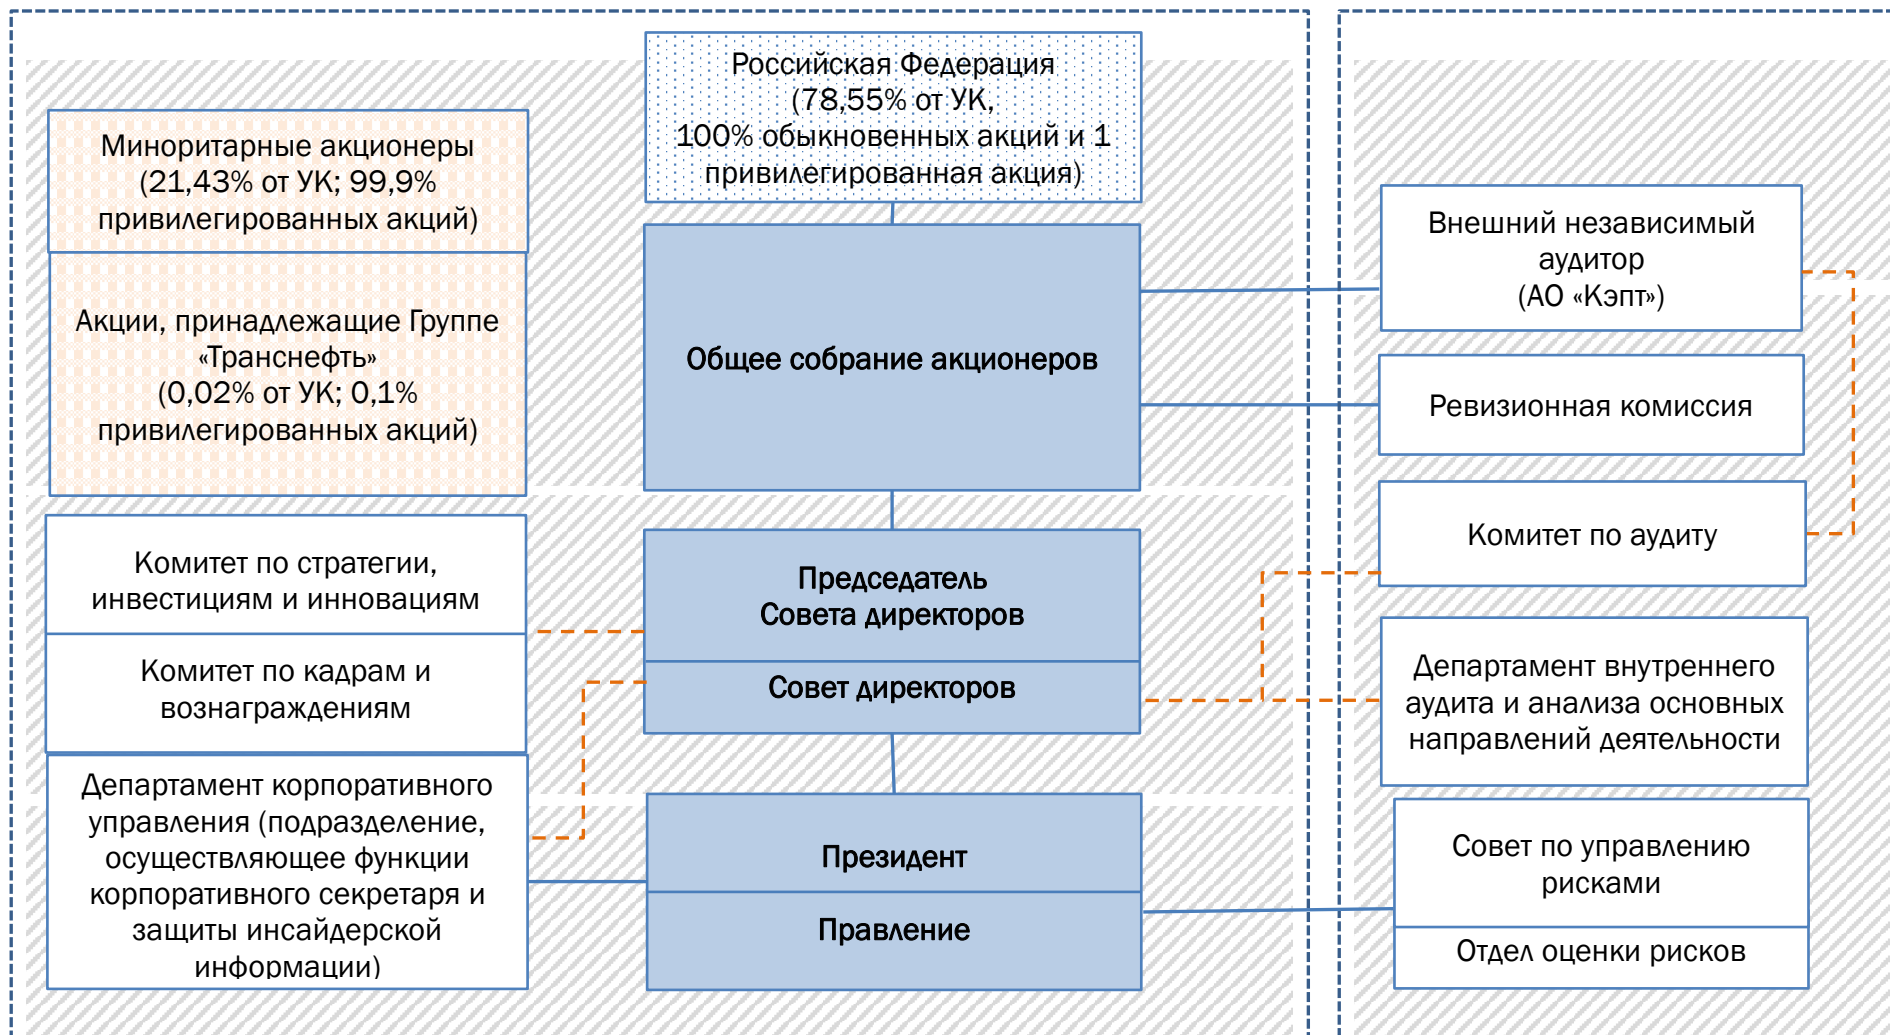 Российская Федерация
(78,55% от УК,
100% обыкновенных акций и 1
привилегированная акция)
Миноритарные акционеры
(21,43% от УК; 99,9%
привилегированных акций)
Акции, принадлежащие Группе
«Транснефть»
(0,02% от УК; 0,1%
привилегированных акций)
Общее собрание акционеров
Внешний независимый
аудитор
(АО «Кэпт»)
Ревизионная комиссия
Комитет по аудиту
Комитет по стратегии,
инвестициям и инновациям
Комитет по кадрам и
вознаграждениям
Председатель
Совета директоров
Совет директоров
Департамент внутреннего
аудита и анализа основных
направлений деятельности
Департамент корпоративного
управления (подразделение,
осуществляющее функции
корпоративного секретаря и
защиты инсайдерской
информации)
Президент
Правление
Совет по управлению
рисками
Отдел оценки рисков